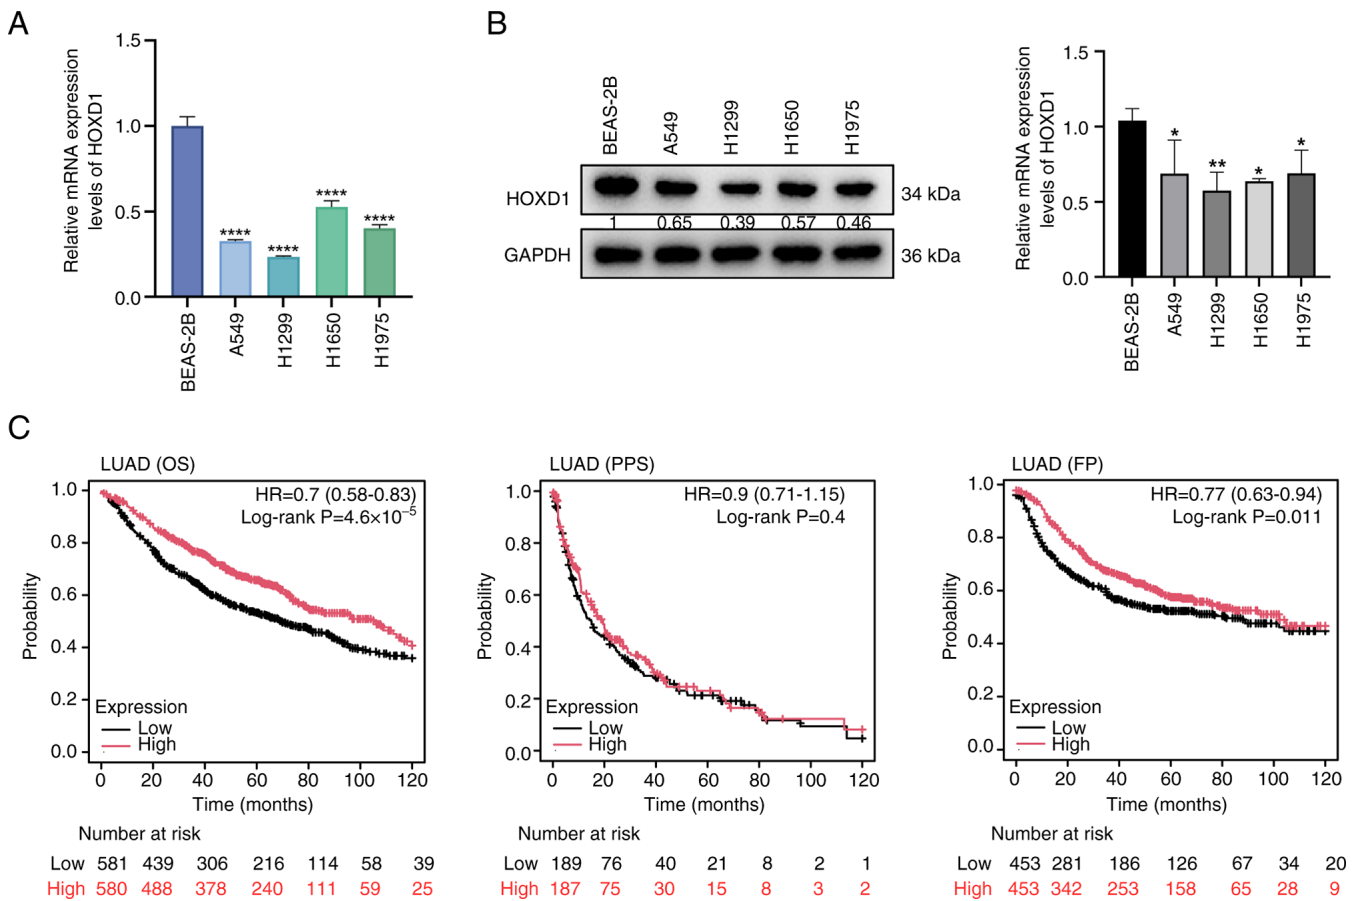 A
Relative mRNA expression
levels of HOXD1
1.5
1.0
0.5
0.0
****
****
****
****
BEAS-2B
A549
H1299
H1650
H1975
B
BEAS-2B
A549
H1299
H1650
H1975
HOXD1
34 kDa
1 0.65 0.39 0.57 0.46
GAPDH
36 kDa
Relative mRNA expression
levels of HOXD1
1.5
1.0
0.5
0.0
*
**
*
*
BEAS-2B
A549
H1299
H1650
H1975
C
LUAD (OS)
HR=0.7 (0.58-0.83)
Log-rank P=4.6×10⁻⁵
Probability
1.0
0.8
0.6
0.4
0.2
0.0
Expression
Low
High
0 20 40 60 80 100 120
Time (months)
Number at risk
Low 581 439 306 216 114 58 39
High 580 488 378 240 111 59 25
LUAD (PPS)
HR=0.9 (0.71-1.15)
Log-rank P=0.4
Probability
1.0
0.8
0.6
0.4
0.2
0.0
Expression
Low
High
0 20 40 60 80 100 120
Time (months)
Number at risk
Low 189 76 40 21 8 2 1
High 187 75 30 15 8 3 2
LUAD (FP)
HR=0.77 (0.63-0.94)
Log-rank P=0.011
Probability
1.0
0.8
0.6
0.4
0.2
0.0
Expression
Low
High
0 20 40 60 80 100 120
Time (months)
Number at risk
Low 453 281 186 126 67 34 20
High 453 342 253 158 65 28 9